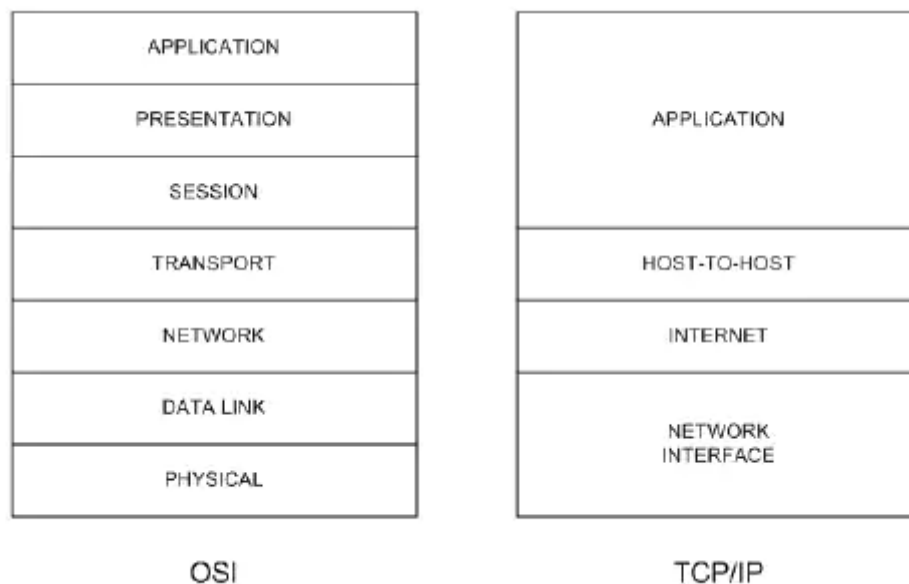 APPLICATION
PRESENTATION
SESSION
TRANSPORT
NETWORK
DATA LINK
PHYSICAL
OSI
APPLICATION
HOST-TO-HOST
INTERNET
NETWORK
INTERFACE
TCP/IP